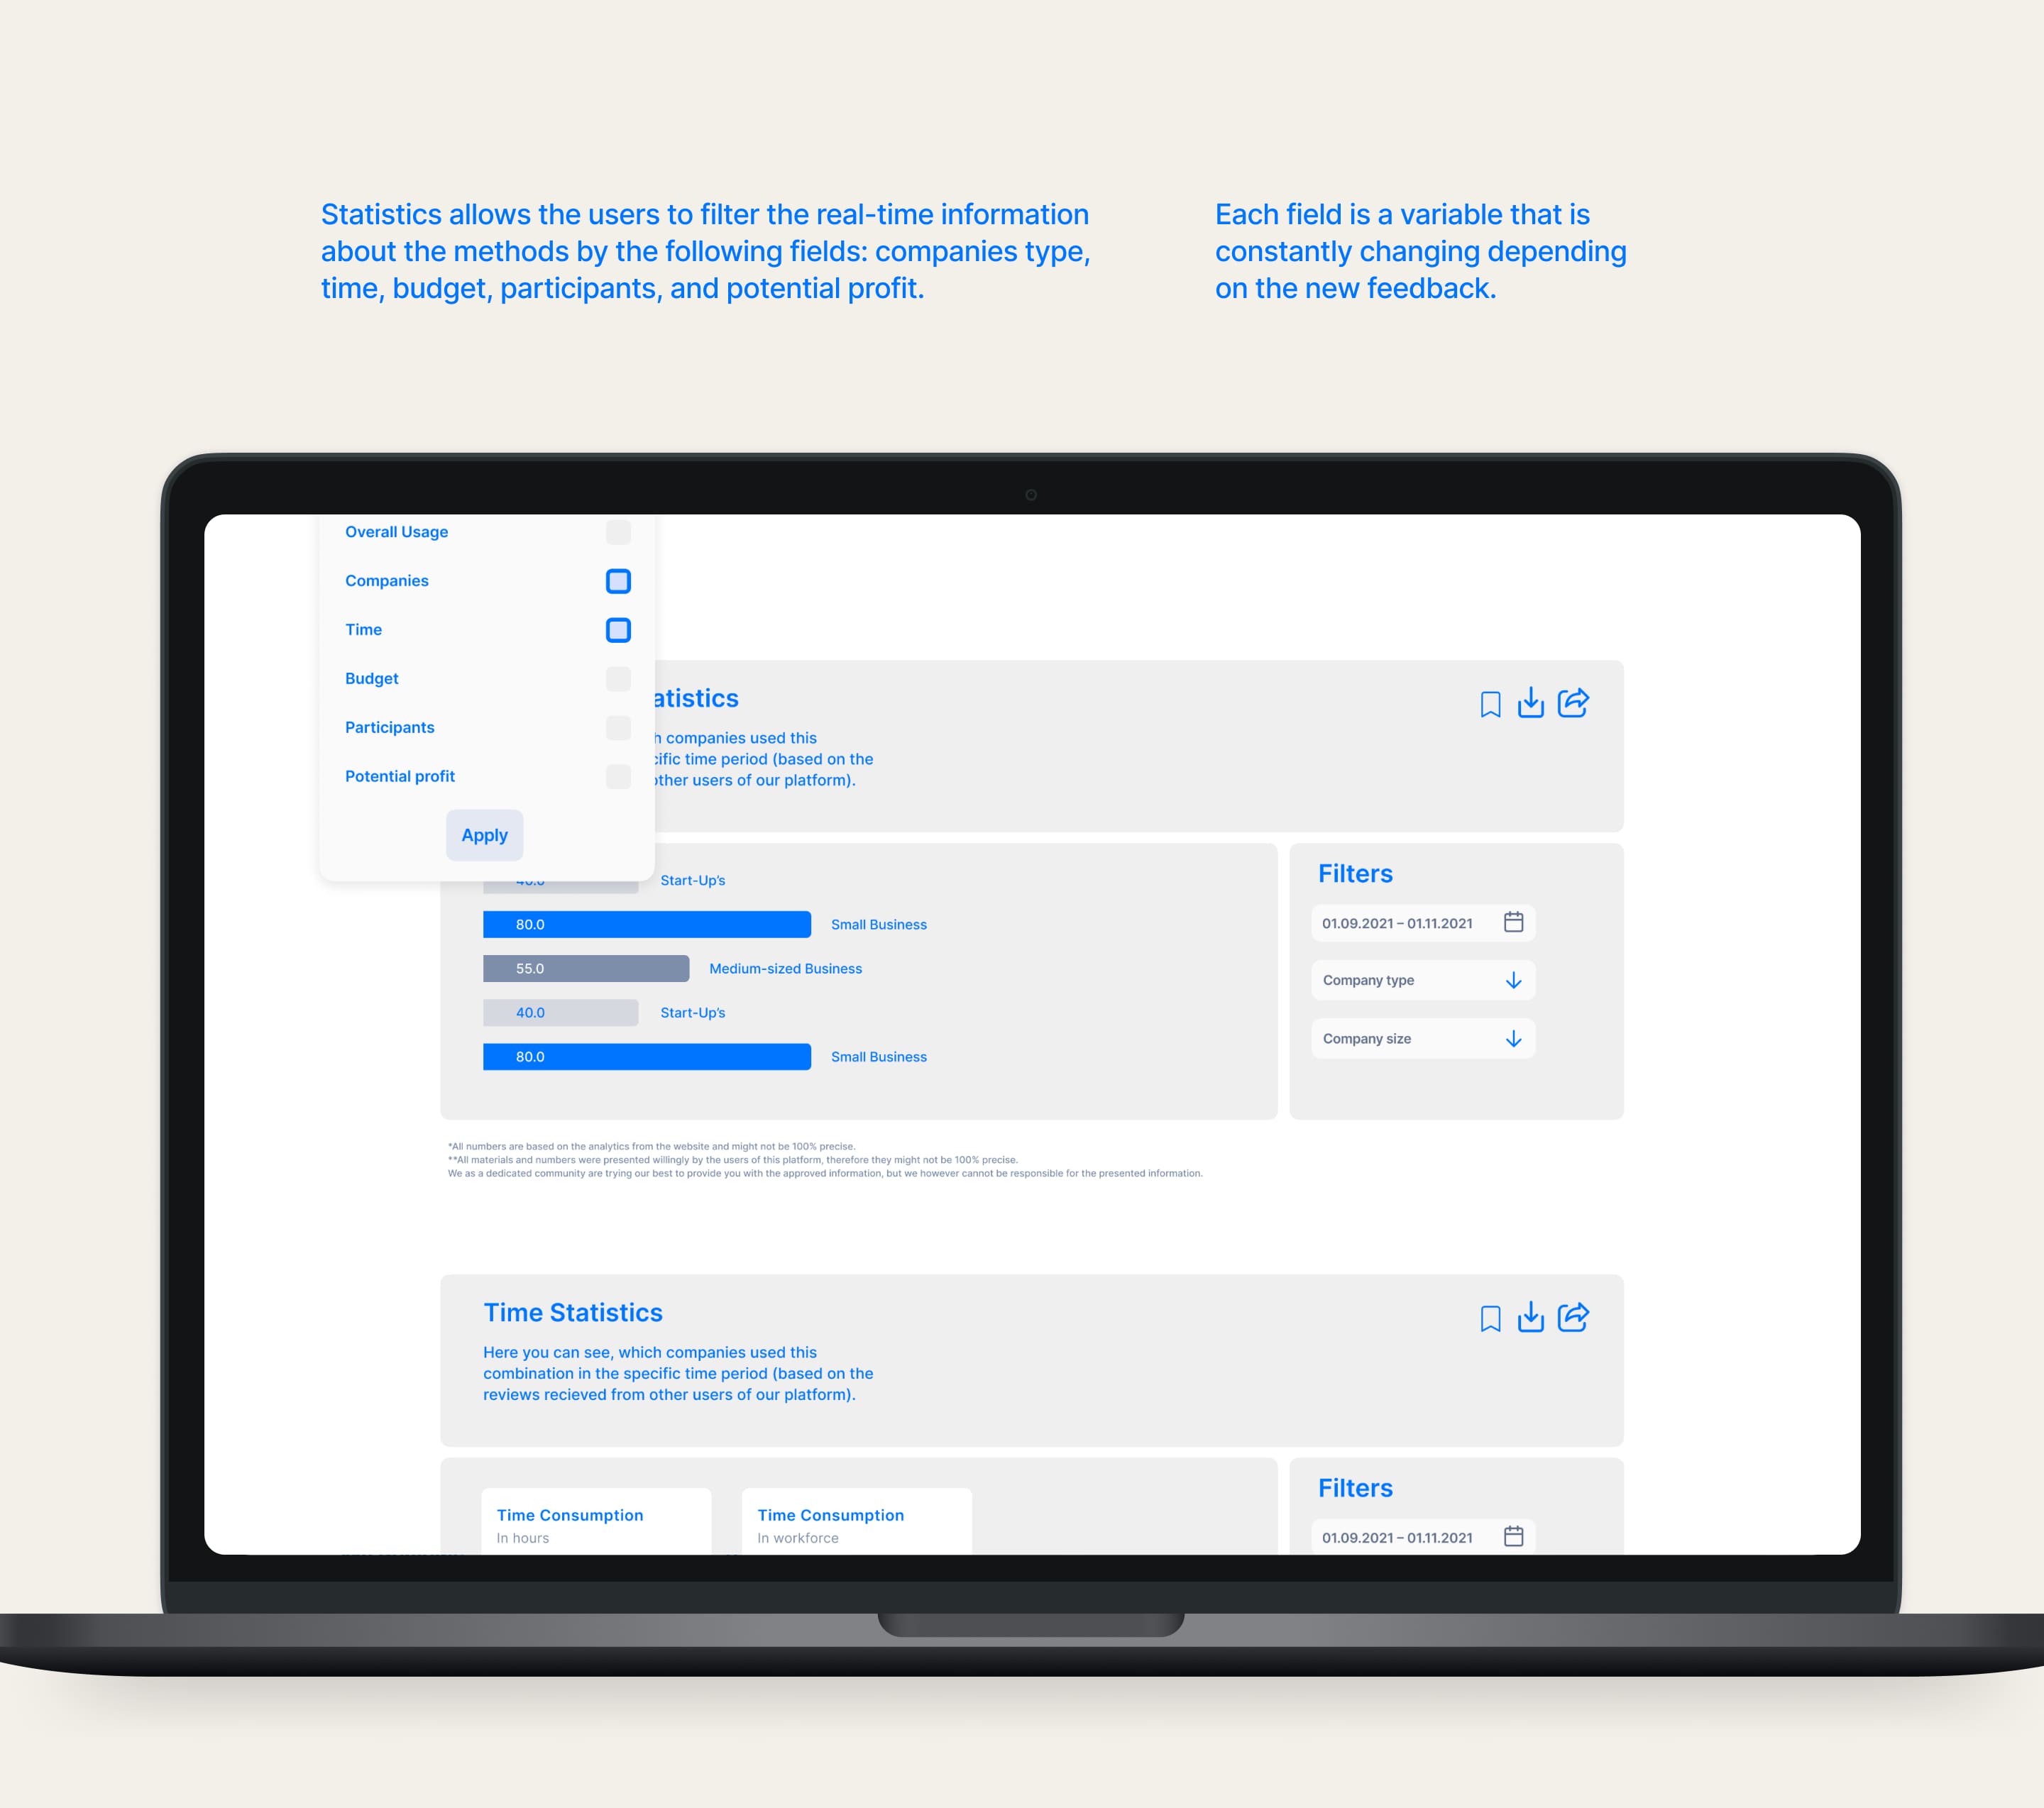 Statistics allows the users to filter the real-time information
about the methods by the following fields: companies type,
time, budget, participants, and potential profit.
Each field is a variable that is
constantly changing depending
on the new feedback.
Overall Usage
Companies
Time
Budget
Participants
Potential profit
Apply
atistics
h companies used this
cific time period (based on the
other users of our platform).
40.0 Start-Up's
80.0 Small Business
55.0 Medium-sized Business
40.0 Start-Up's
80.0 Small Business
Filters
01.09.2021 – 01.11.2021
Company type
Company size
*All numbers are based on the analytics from the website and might not be 100% precise.
**All materials and numbers were presented willingly by the users of this platform, therefore they might not be 100% precise.
We as a dedicated community are trying our best to provide you with the approved information, but we however cannot be responsible for the presented information.
Time Statistics
Here you can see, which companies used this
combination in the specific time period (based on the
reviews recieved from other users of our platform).
Time Consumption
In hours
Time Consumption
In workforce
Filters
01.09.2021 – 01.11.2021